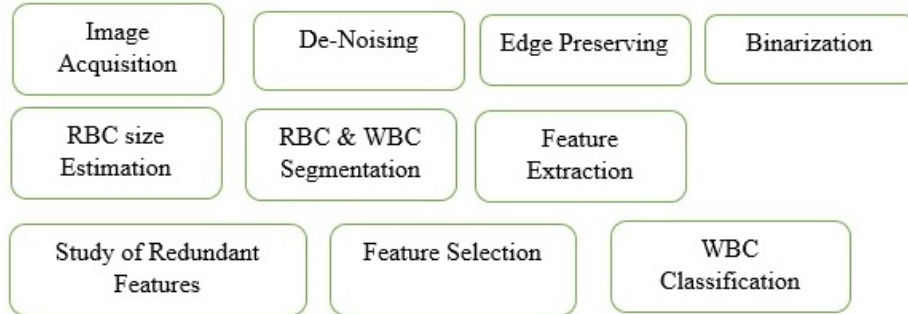 Image
Acquisition
De-Noising
Edge Preserving
Binarization
RBC size
Estimation
RBC & WBC
Segmentation
Feature
Extraction
Study of Redundant
Features
Feature Selection
WBC
Classification